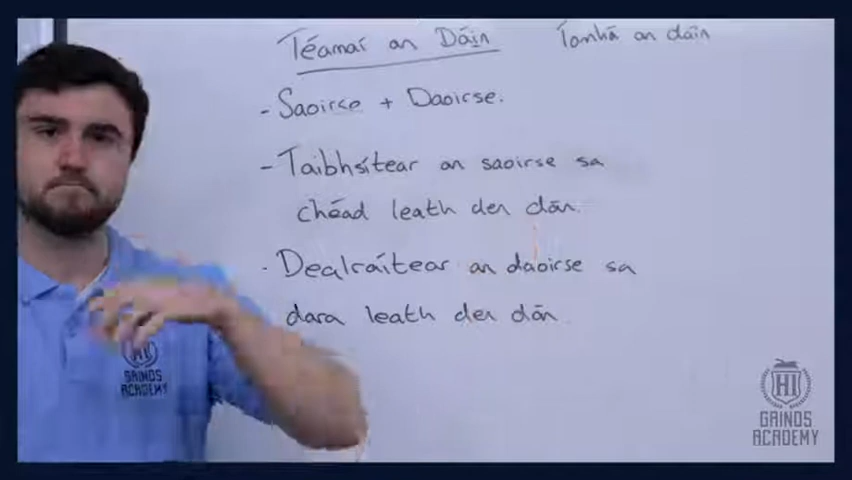 Téamaí an Dáin
Íomhá an dáin
- Saoirse + Daoirse.
- Taibhsítear an saoirse sa
chéad leath den dán.
- Dealraítear an daoirse sa
dara leath den dán.
GRINDS
ACADEMY
HI
GRINDS
ACADEMY